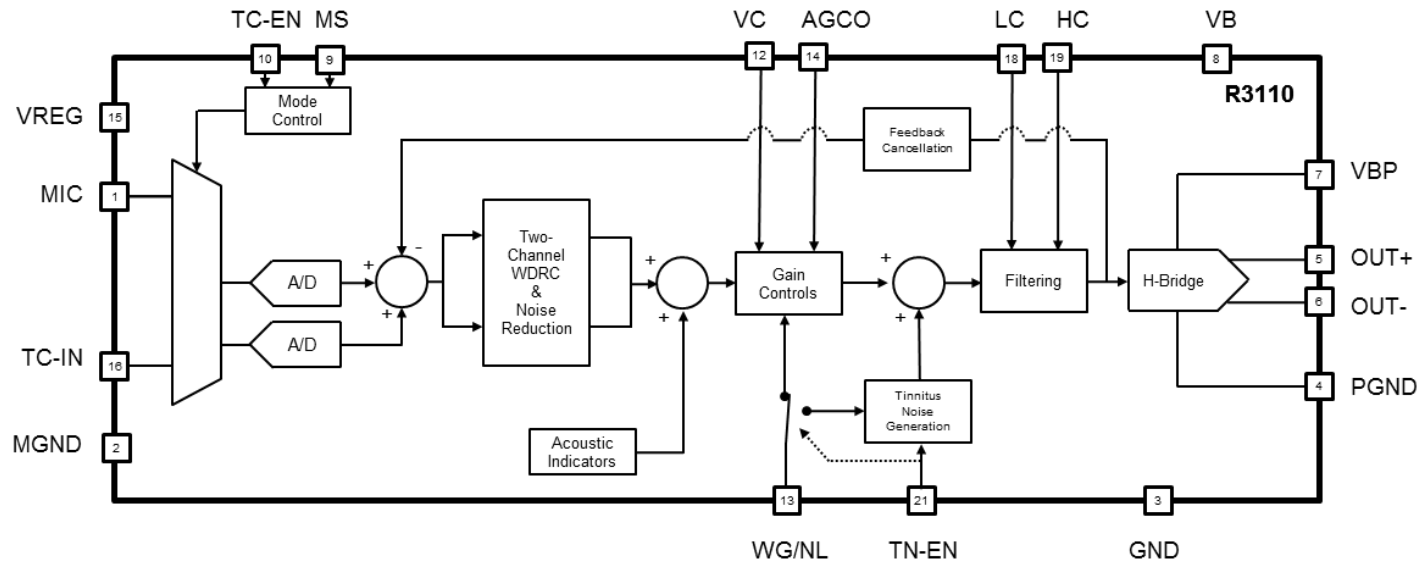 TC-EN MS VC AGCO LC HC VB
10 9 12 14 18 19 8
R3110
VREG
15
Mode
Control
Feedback
Cancellation
MIC
1
7
VBP
-
Two-
Channel
WDRC
&
Noise
Reduction
A/D
+
+
+
+
Gain
Controls
+
+
Filtering
H-Bridge
5
OUT+
6
OUT-
A/D
TC-IN
16
4
PGND
Tinnitus
Noise
Generation
MGND
2
Acoustic
Indicators
13 21 3
WG/NL TN-EN GND